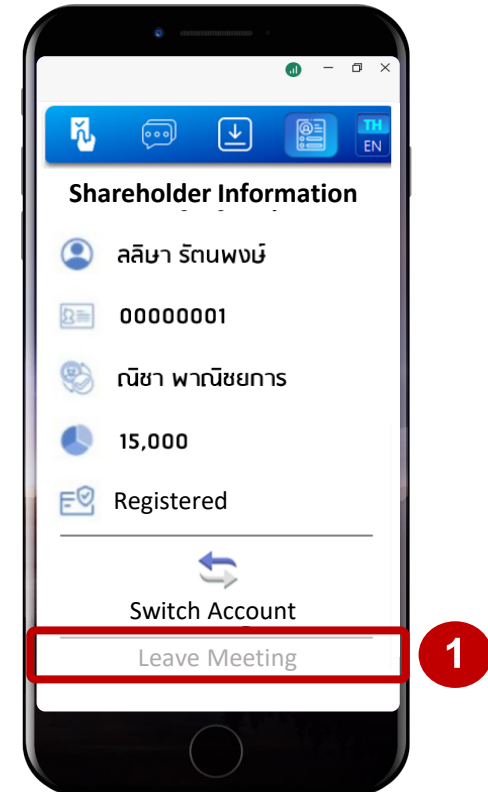 TH
EN
Shareholder Information
ลลิษา รัตนพงษ์
00000001
ณิชา พาณิชยการ
15,000
Registered
Switch Account
Leave Meeting
1